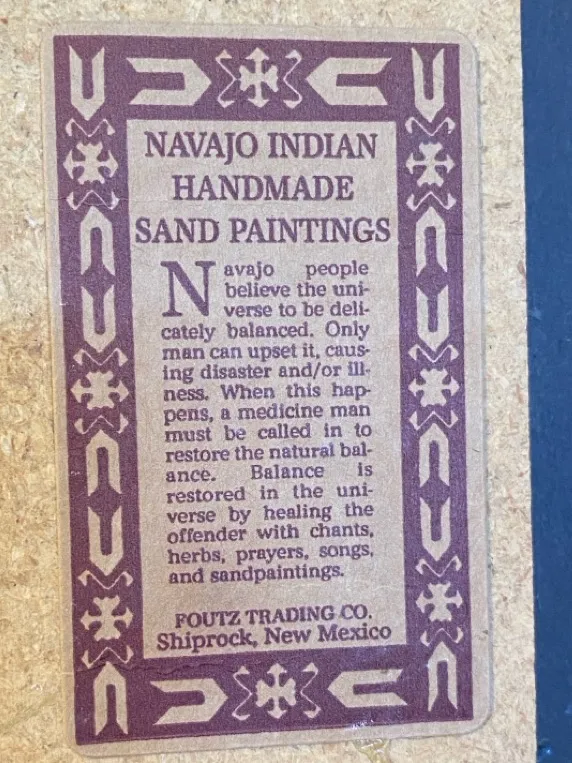 NAVAJO INDIAN
HANDMADE
SAND PAINTINGS
Navajo people
believe the uni-
verse to be deli-
cately balanced. Only
man can upset it, caus-
ing disaster and/or ill-
ness. When this hap-
pens, a medicine man
must be called in to
restore the natural bal-
ance. Balance is
restored in the uni-
verse by healing the
offender with chants,
herbs, prayers, songs,
and sandpaintings.
FOUTZ TRADING CO.
Shiprock, New Mexico